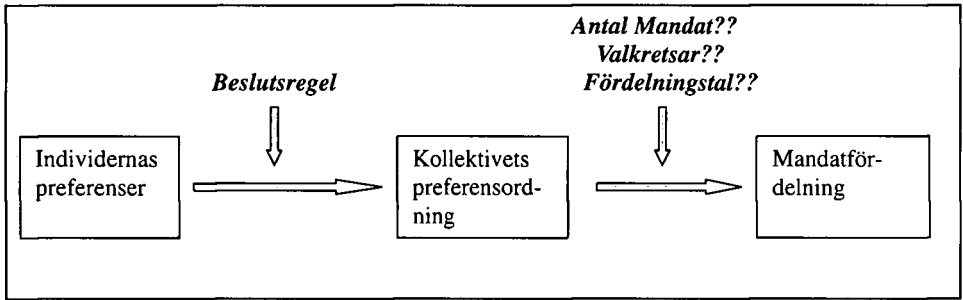 Antal Mandat??
Valkretsar??
Fördelningstal??
Beslutsregel
Individernas
preferenser
Kollektivets
preferensord-
ning
Mandatför-
delning